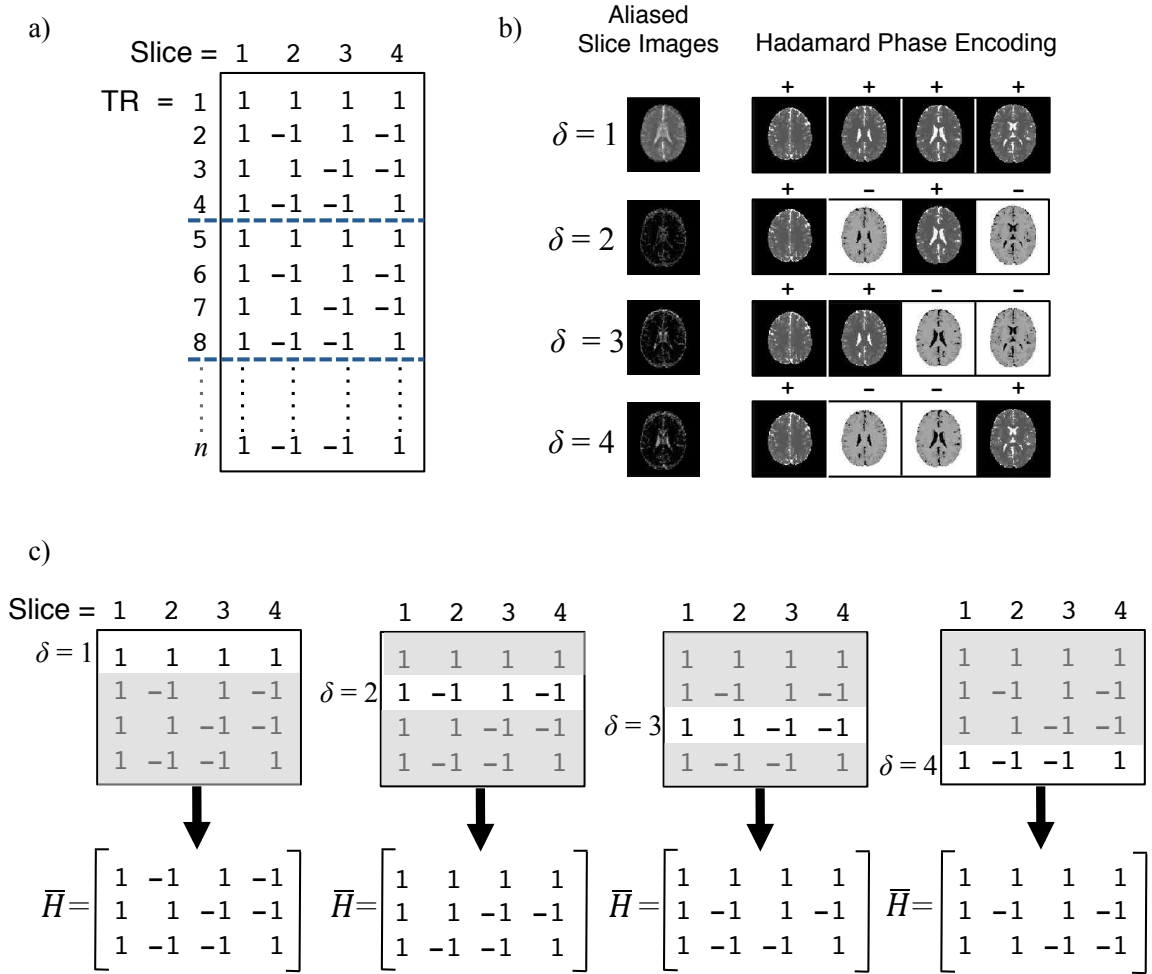 a)
Slice = 1 2 3 4
TR = 1 1 1 1 1
2 1 −1 1 −1
3 1 1 −1 −1
4 1 −1 −1 1
5 1 1 1 1
6 1 −1 1 −1
7 1 1 −1 −1
8 1 −1 −1 1
n 1 −1 −1 1
b)
Aliased
Slice Images
Hadamard Phase Encoding
+ + + +
δ = 1
+ − + −
δ = 2
+ + − −
δ = 3
+ − − +
δ = 4
c)
Slice = 1 2 3 4
δ = 1
1 1 1 1
1 −1 1 −1
1 1 −1 −1
1 −1 −1 1
H̅ =
1 −1 1 −1
1 1 −1 −1
1 −1 −1 1
1 2 3 4
1 1 1 1
δ = 2 1 −1 1 −1
1 1 −1 −1
1 −1 −1 1
H̅ =
1 1 1 1
1 1 −1 −1
1 −1 −1 1
1 2 3 4
1 1 1 1
1 −1 1 −1
δ = 3 1 1 −1 −1
1 −1 −1 1
H̅ =
1 1 1 1
1 −1 1 −1
1 −1 −1 1
1 2 3 4
1 1 1 1
1 −1 1 −1
1 1 −1 −1
δ = 4 1 −1 −1 1
H̅ =
1 1 1 1
1 −1 1 −1
1 1 −1 −1